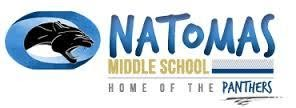 NATOMAS
MIDDLE SCHOOL
HOME OF THE PANTHERS